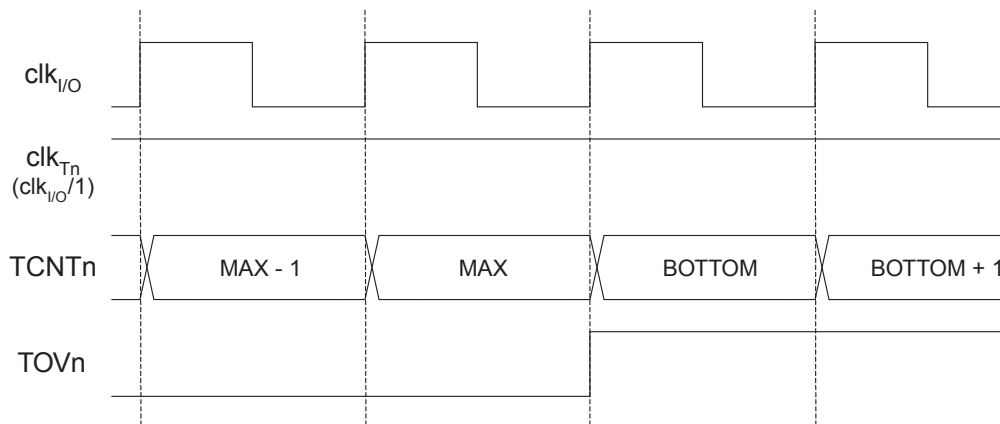 clkI/O
clkTn
(clkI/O/1)
TCNTn MAX - 1 MAX BOTTOM BOTTOM + 1
TOVn